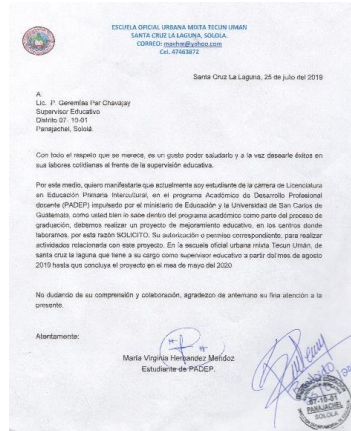 ESCUELA OFICIAL URBANA MIXTA TECUN UMAN
SANTA CRUZ LA LAGUNA, SOLOLA.
CORREO: mavhm@yahoo.com
Cel. 47463872
Santa Cruz La Laguna, 25 de julio del 2019
A
Lic. P. Geremías Par Chavajay
Supervisor Educativo
Distrito 07- 10-01
Panajachel, Sololá.
Con todo el respeto que se merece, es un gusto poder saludarlo y a la vez desearle éxitos en
sus labores cotidianas al frente de la supervisión educativa.
Por este medio, quiero manifestarle que actualmente soy estudiante de la carrera de Licenciatura
en Educación Primaria Intercultural, en el programa Académico de Desarrollo Profesional
docente (PADEP) impulsado por el ministerio de Educación y la Universidad de San Carlos de
Guatemala, como usted bien lo sabe dentro del programa académico como parte del proceso de
graduación, debemos realizar un proyecto de mejoramiento educativo, en los centros donde
laboramos, por esta razón SOLICITO. Su autorización o permiso correspondiente, para realizar
actividades relacionarla con este proyecto. En la escuela oficial urbana mixta Tecun Umán, de
santa cruz la laguna que tiene a su cargo como supervisor educativo a partir del mes de agosto
2019 hasta que concluya el proyecto en el mes de mayo del 2020
No dudando de su comprensión y colaboración, agradezco de antemano su fina atención a la
presente.
Atentamente:
María Virginia Hernandez Mendoz
Estudiante de PADEP.
07-10-01
PANAJACHEL
SOLOLÁ